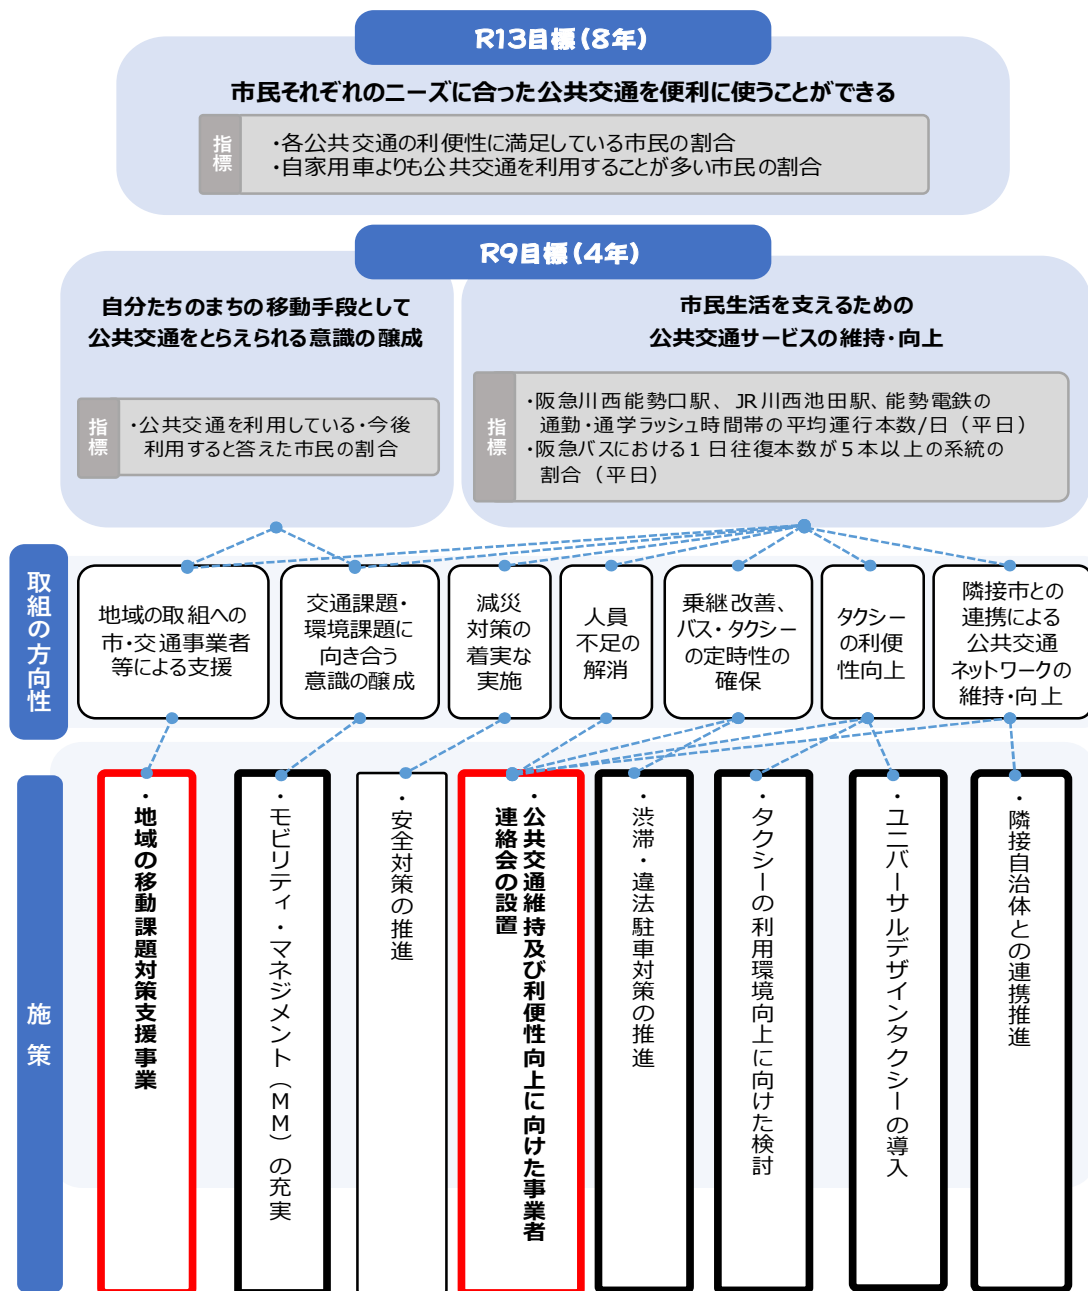 R13目標(8年)
市民それぞれのニーズに合った公共交通を便利に使うことができる
指標
・各公共交通の利便性に満足している市民の割合
・自家用車よりも公共交通を利用することが多い市民の割合
R9目標(4年)
自分たちのまちの移動手段として
公共交通をとらえられる意識の醸成
指標
・公共交通を利用している・今後
利用すると答えた市民の割合
市民生活を支えるための
公共交通サービスの維持・向上
指標
・阪急川西能勢口駅、JR川西池田駅、能勢電鉄の
通勤・通学ラッシュ時間帯の平均運行本数/日（平日）
・阪急バスにおける1日往復本数が5本以上の系統の
割合（平日）
取組の方向性
地域の取組への
市・交通事業者
等による支援
交通課題・
環境課題に
向き合う
意識の醸成
減災
対策の
着実な
実施
人員
不足の
解消
乗継改善、
バス・タクシー
の定時性の
確保
タクシー
の利便
性向上
隣接市との
連携による
公共交通
ネットワークの
維持・向上
施策
・地域の移動課題対策支援事業
・モビリティ・マネジメント（MM）の充実
・安全対策の推進
・公共交通維持及び利便性向上に向けた事業者
連絡会の設置
・渋滞・違法駐車対策の推進
・タクシーの利用環境向上に向けた検討
・ユニバーサルデザインタクシーの導入
・隣接自治体との連携推進